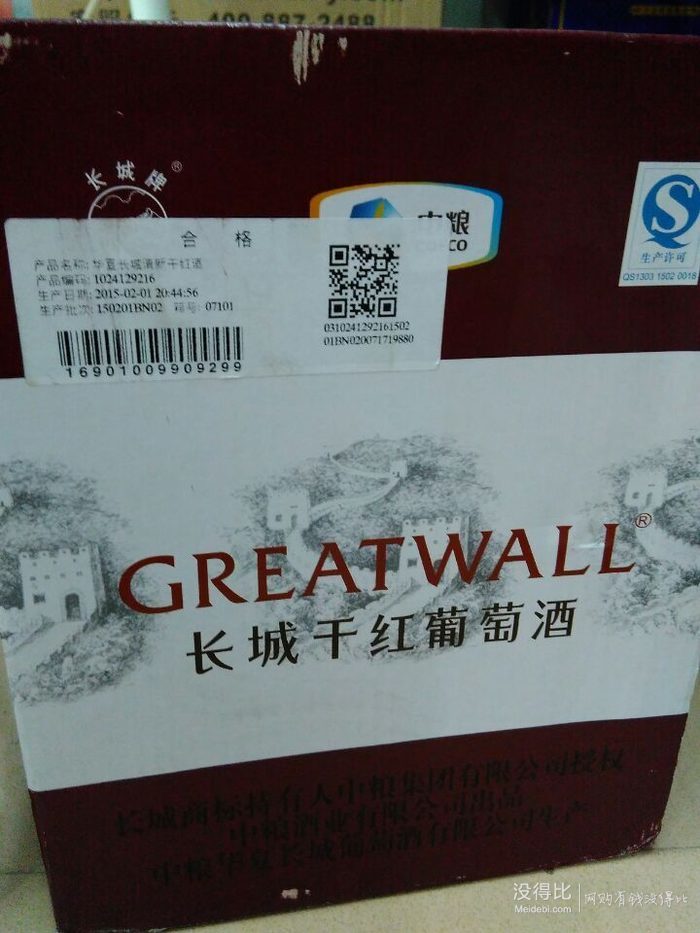 400-887-2488
长城牌®
中粮
合 格
产品名称: 华夏长城清新干红酒
产品编码: 1024129216
生产日期: 2015-02-01 20:44:56
生产批次: 150201BN02 箱号: 07101
0310241292161502
01BN020071719880
16901009909299
S
生产许可
QS1303 1502 0018
GREATWALL®
长城干红葡萄酒
长城商标持有人中粮集团有限公司授权
中粮酒业有限公司出品
中粮华夏长城葡萄酒有限公司生产
没得比
Meidebi.com
网购有钱没得比